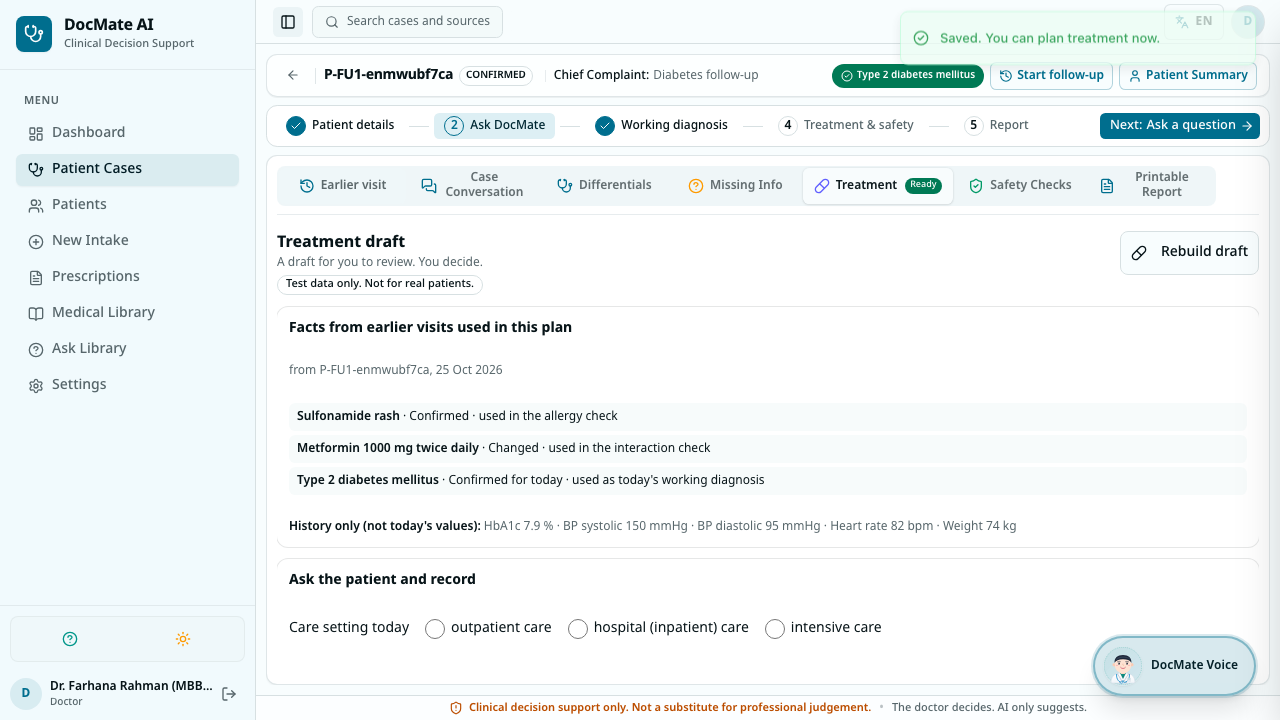 DocMate AI
Clinical Decision Support
Search cases and sources
EN
D
Saved. You can plan treatment now.
P-FU1-enmwubf7ca
CONFIRMED
Chief Complaint: Diabetes follow-up
Type 2 diabetes mellitus
Start follow-up
Patient Summary
MENU
Dashboard
Patient Cases
Patients
New Intake
Prescriptions
Medical Library
Ask Library
Settings
Patient details
2 Ask DocMate
Working diagnosis
4 Treatment & safety
5 Report
Next: Ask a question →
Earlier visit
Case
Conversation
Differentials
Missing Info
Treatment Ready
Safety Checks
Printable
Report
Treatment draft
A draft for you to review. You decide.
Test data only. Not for real patients.
Rebuild draft
Facts from earlier visits used in this plan
from P-FU1-enmwubf7ca, 25 Oct 2026
Sulfonamide rash · Confirmed · used in the allergy check
Metformin 1000 mg twice daily · Changed · used in the interaction check
Type 2 diabetes mellitus · Confirmed for today · used as today's working diagnosis
History only (not today's values): HbA1c 7.9 % · BP systolic 150 mmHg · BP diastolic 95 mmHg · Heart rate 82 bpm · Weight 74 kg
Ask the patient and record
Care setting today
outpatient care
hospital (inpatient) care
intensive care
DocMate Voice
D
Dr. Farhana Rahman (MBB...
Doctor
Clinical decision support only. Not a substitute for professional judgement. • The doctor decides. AI only suggests.